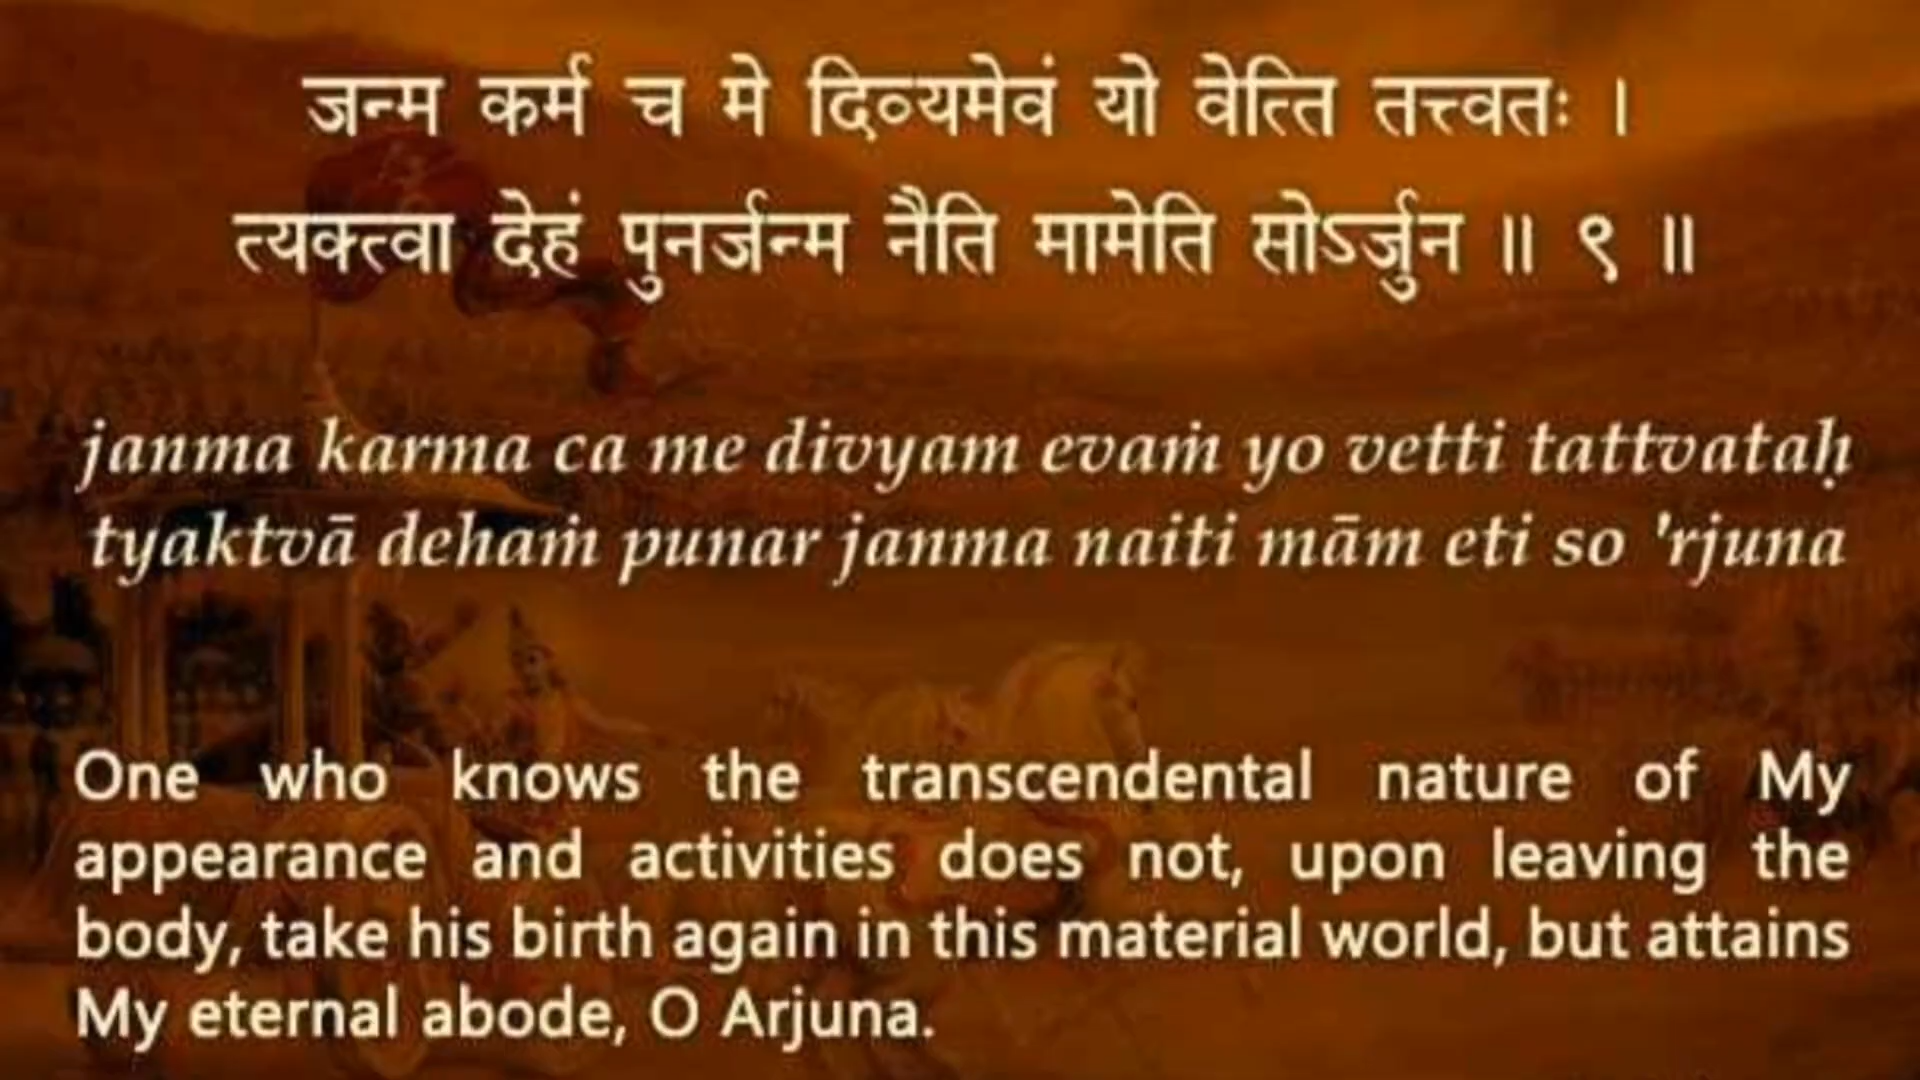 जन्म कर्म च मे दिव्यमेवं यो वेत्ति तत्त्वतः ।
त्यक्त्वा देहं पुनर्जन्म नैति मामेति सोऽर्जुन ॥ ९ ॥
janma karma ca me divyam evaṁ yo vetti tattvataḥ
tyaktvā dehaṁ punar janma naiti mām eti so 'rjuna
One who knows the transcendental nature of My
appearance and activities does not, upon leaving the
body, take his birth again in this material world, but attains
My eternal abode, O Arjuna.